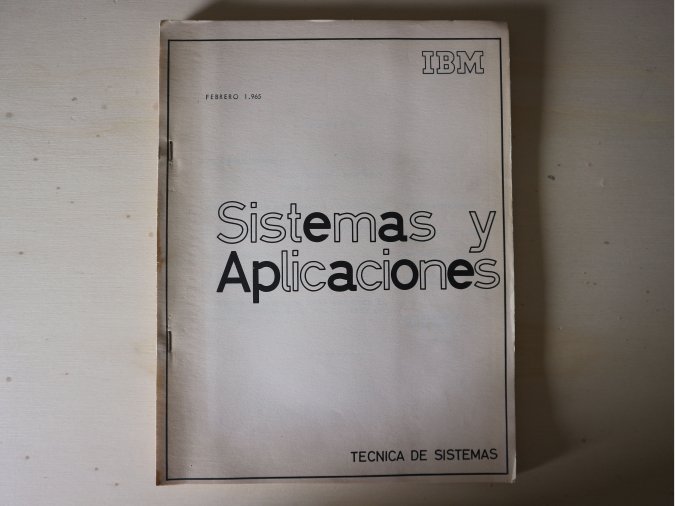 IBM
FEBRERO 1.965
Sistemas y
Aplicaciones
TECNICA DE SISTEMAS